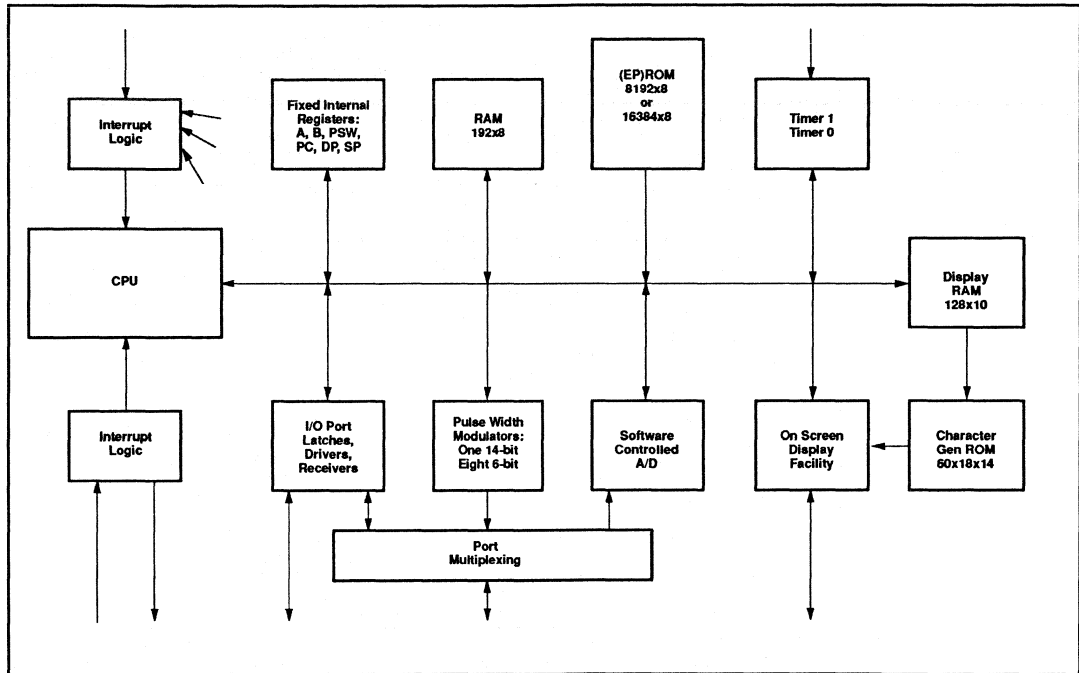 Interrupt
Logic
Fixed Internal
Registers:
A, B, PSW,
PC, DP, SP
RAM
192x8
(EP)ROM
8192x8
or
16384x8
Timer 1
Timer 0
CPU
Display
RAM
128x10
Interrupt
Logic
I/O Port
Latches,
Drivers,
Receivers
Pulse Width
Modulators:
One 14-bit
Eight 6-bit
Software
Controlled
A/D
On Screen
Display
Facility
Character
Gen ROM
60x18x14
Port
Multiplexing